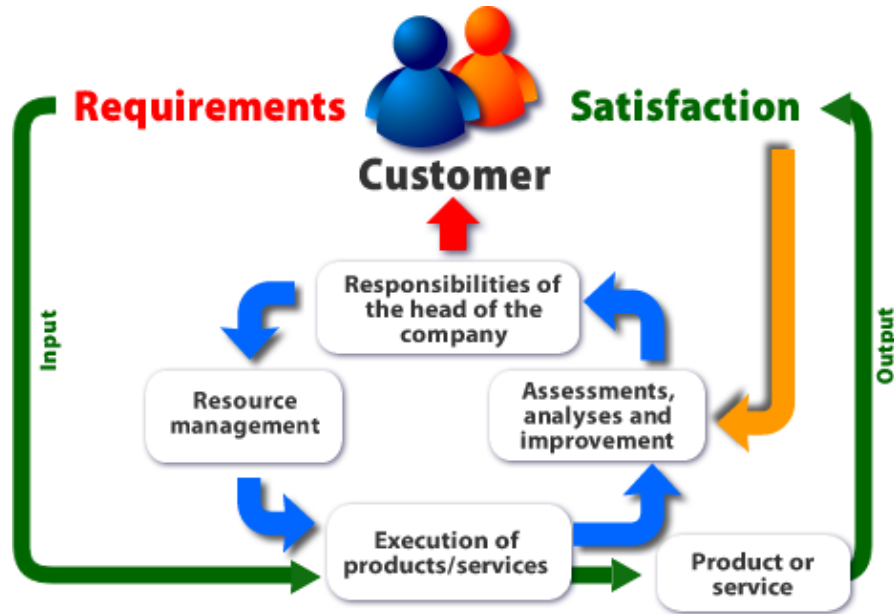 Requirements
Satisfaction
Customer
Responsibilities of
the head of the
company
Input
Output
Resource
management
Assessments,
analyses and
improvement
Execution of
products/services
Product or
service